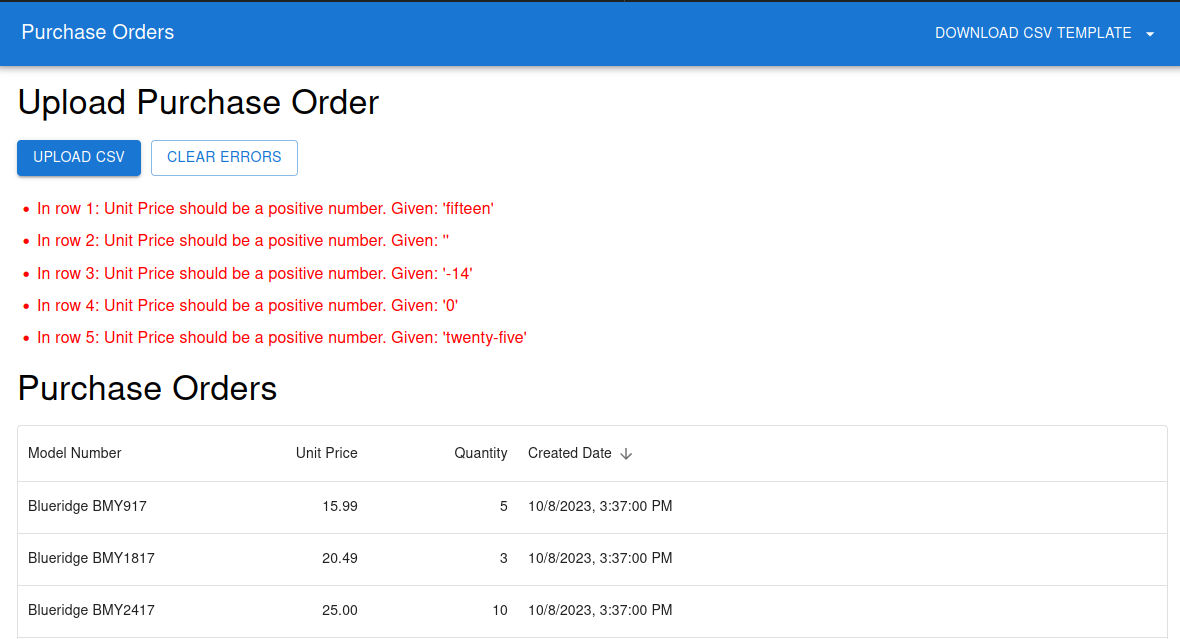 Purchase Orders
DOWNLOAD CSV TEMPLATE
Upload Purchase Order
UPLOAD CSV CLEAR ERRORS
• In row 1: Unit Price should be a positive number. Given: 'fifteen'
• In row 2: Unit Price should be a positive number. Given: ''
• In row 3: Unit Price should be a positive number. Given: '-14'
• In row 4: Unit Price should be a positive number. Given: '0'
• In row 5: Unit Price should be a positive number. Given: 'twenty-five'
Purchase Orders
Model Number Unit Price Quantity Created Date ↓
Blueridge BMY917 15.99 5 10/8/2023, 3:37:00 PM
Blueridge BMY1817 20.49 3 10/8/2023, 3:37:00 PM
Blueridge BMY2417 25.00 10 10/8/2023, 3:37:00 PM